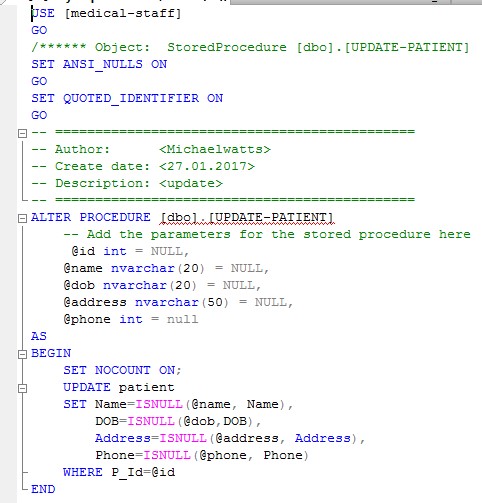 USE [medical-staff]
GO
/****** Object:  StoredProcedure [dbo].[UPDATE-PATIENT]
SET ANSI_NULLS ON
GO
SET QUOTED_IDENTIFIER ON
GO
-- =============================================
-- Author:      <Michaelwatts>
-- Create date: <27.01.2017>
-- Description: <update>
-- =============================================
ALTER PROCEDURE [dbo].[UPDATE-PATIENT]
    -- Add the parameters for the stored procedure here
     @id int = NULL,
    @name nvarchar(20) = NULL,
    @dob nvarchar(20) = NULL,
    @address nvarchar(50) = NULL,
    @phone int = null
AS
BEGIN
    SET NOCOUNT ON;
    UPDATE patient
    SET Name=ISNULL(@name, Name),
        DOB=ISNULL(@dob,DOB),
        Address=ISNULL(@address, Address),
        Phone=ISNULL(@phone, Phone)
    WHERE P_Id=@id
END